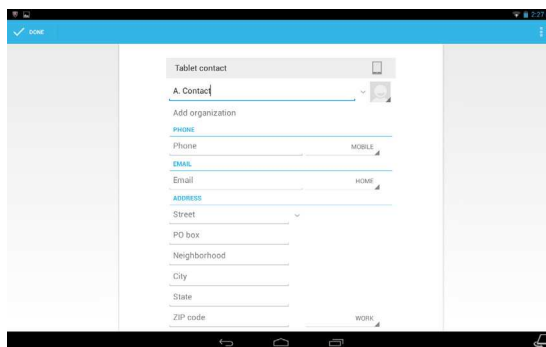 2:27
DONE
Tablet contact
A. Contact
Add organization
PHONE
Phone MOBILE
EMAIL
Email HOME
ADDRESS
Street
PO box
Neighborhood
City
State
ZIP code WORK